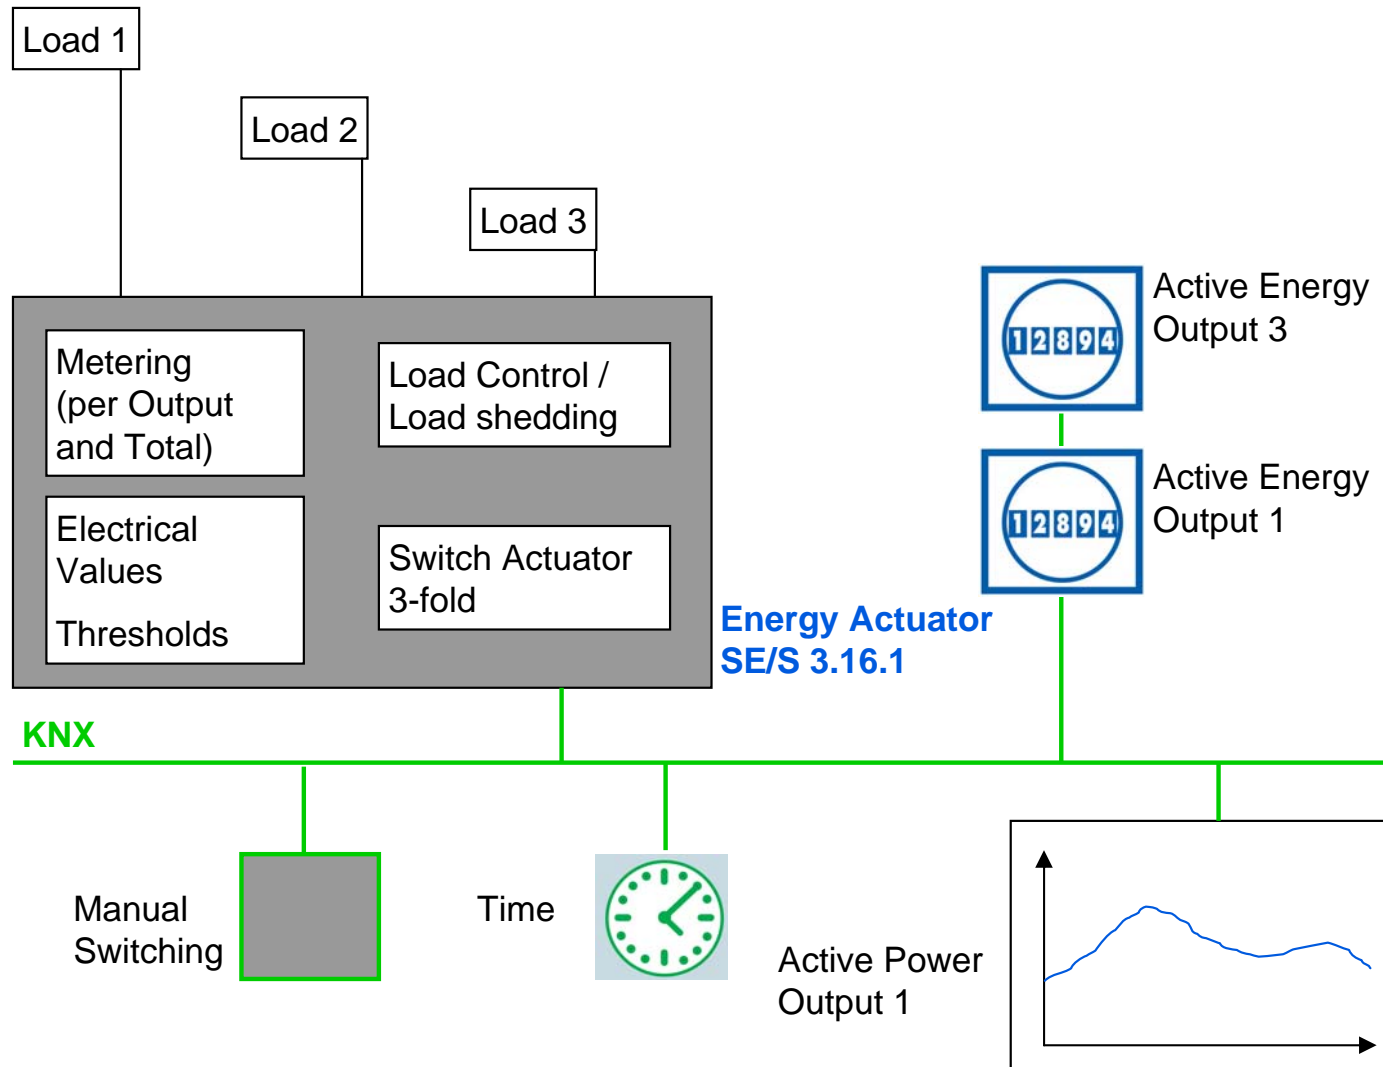 Load 1
Load 2
Load 3
Metering
(per Output
and Total)
Load Control /
Load shedding
Electrical
Values
Thresholds
Switch Actuator
3-fold
Energy Actuator
SE/S 3.16.1
12894
Active Energy
Output 3
12894
Active Energy
Output 1
KNX
Manual
Switching
Time
Active Power
Output 1